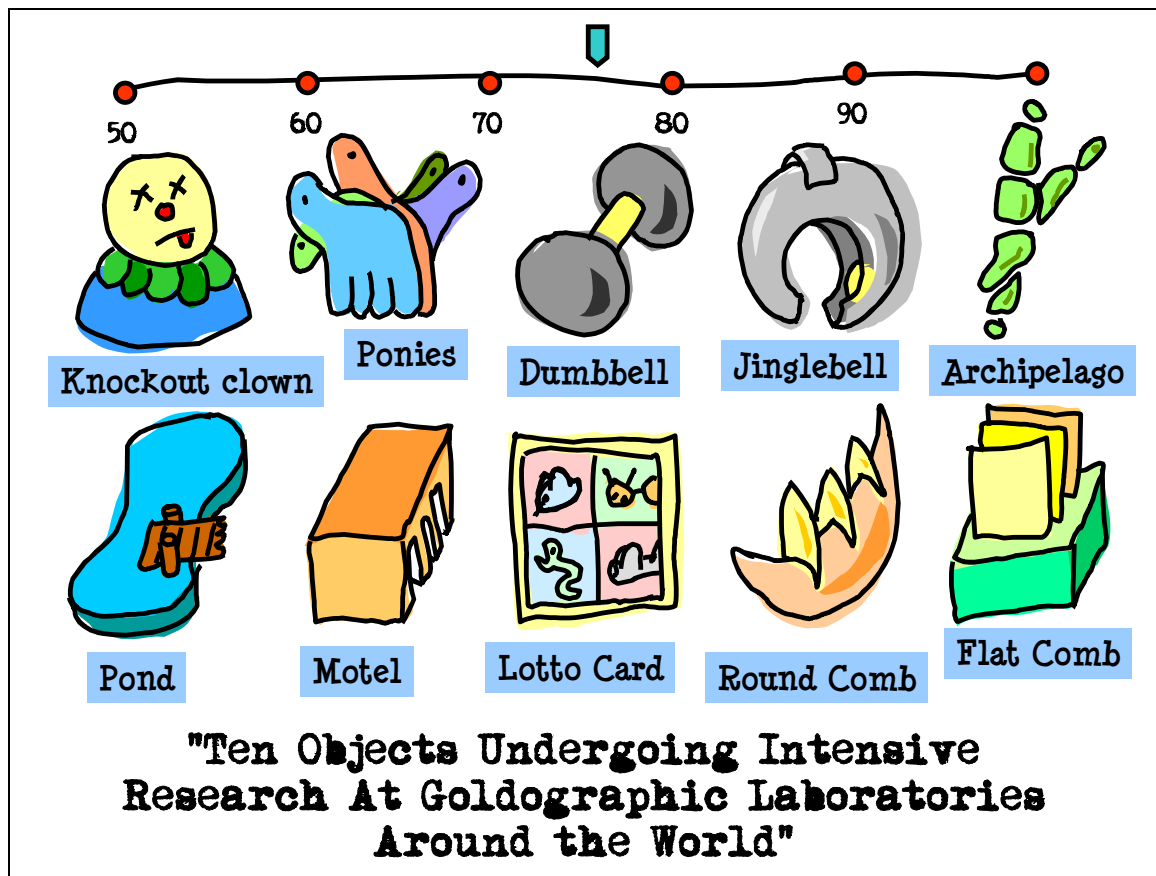 50
60
70
80
90
Knockout clown
Ponies
Dumbbell
Jinglebell
Archipelago
Pond
Motel
Lotto Card
Round Comb
Flat Comb
"Ten Objects Undergoing Intensive
Research At Goldographic Laboratories
Around the World"